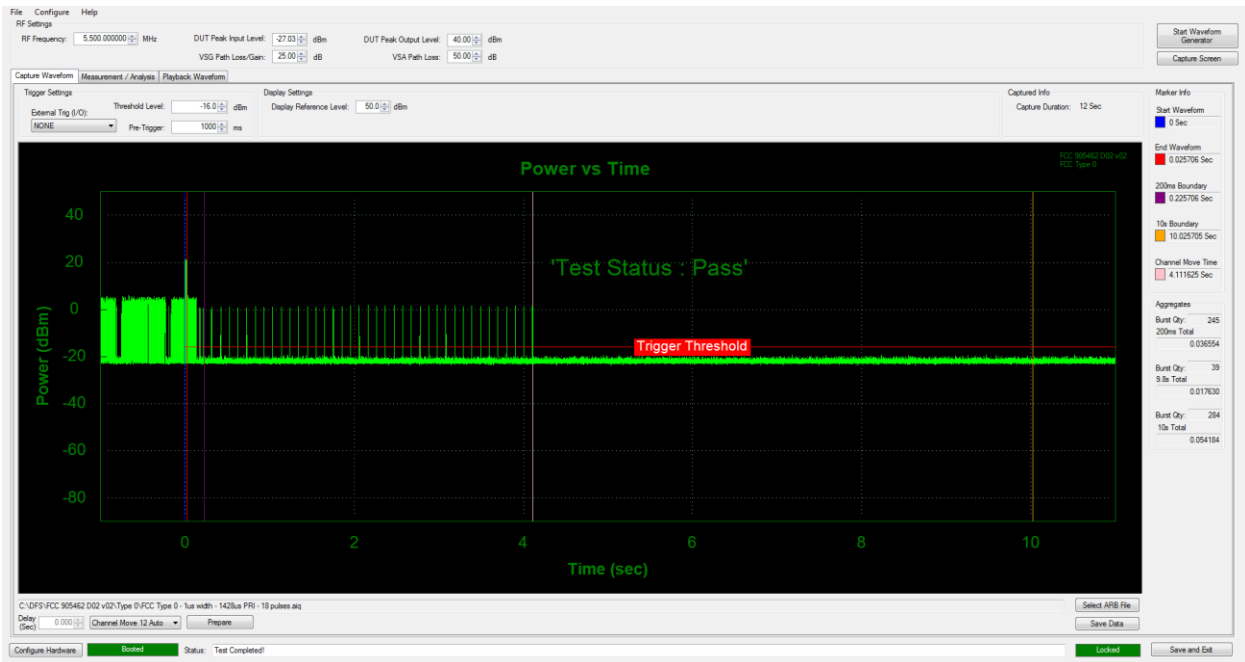 File Configure Help
RF Settings
RF Frequency: 5.500.000000 MHz DUT Peak Input Level: -27.03 dBm DUT Peak Output Level: 40.00 dBm
VSG Path Loss/Gain: 25.00 dB VSA Path Loss: 50.00 dB
Start Waveform Generator
Capture Screen
Capture Waveform Measurement / Analysis Playback Waveform
Trigger Settings
External Trig (I/O):
NONE
Threshold Level: -16.0 dBm
Pre-Trigger: 1000 ms
Display Settings
Display Reference Level: 50.0 dBm
Captured Info
Capture Duration: 12 Sec
Marker Info
Start Waveform
0 Sec
End Waveform
0.025706 Sec
200ms Boundary
0.225706 Sec
10s Boundary
10.025705 Sec
Channel Move Time
4.111625 Sec
Aggregates
Burst Qty: 245
200ms Total
0.036554
Burst Qty: 39
9.8s Total
0.017630
Burst Qty: 284
10s Total
0.054184
Power vs Time
FCC 905462 D02 v02
FCC Type 0
'Test Status : Pass'
Trigger Threshold
Power (dBm)
40
20
0
-20
-40
-60
-80
0 2 4 6 8 10
Time (sec)
C:\DFS\FCC 905462 D02 v02\Type 0\FCC Type 0 - 1us width - 1428us PRI - 18 pulses.aiq
Select ARB File
Delay (Sec) 0.000 Channel Move 12 Auto Prepare
Save Data
Configure Hardware Booted Status: Test Completed! Locked Save and Exit